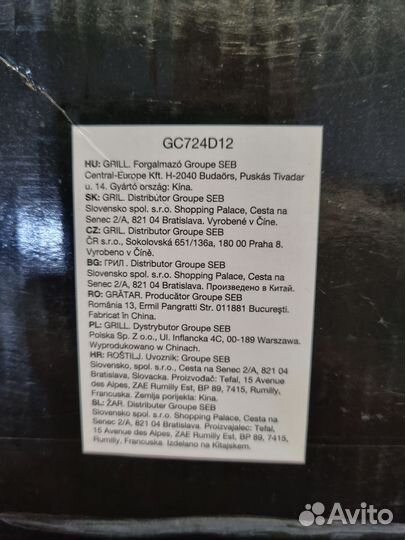 GC724D12
HU: GRILL. Forgalmazó Groupe SEB
Central-Europe Kft. H-2040 Budaörs, Puskás Tivadar
u. 14. Gyártó ország: Kina.
SK: GRIL. Distributor Groupe SEB
Slovensko spol. s.r.o. Shopping Palace, Cesta na
Senec 2/A, 821 04 Bratislava. Vyrobené v Číne.
CZ: GRIL. Distributor Groupe SEB
ČR s.r.o., Sokolovská 651/136a, 180 00 Praha 8.
Vyrobeno v Číně.
BG: ГРИЛ . Distributor Groupe SEB
Slovensko spol. s.r.o. Shopping Palace, Cesta na
Senec 2/A, 821 04 Bratislava. Произведено в Китай.
RO: GRĂTAR. Producător Groupe SEB
România 13, Ermil Pangratti Str. 011881 Bucureşti.
Fabricat în China.
PL: GRILL. Dystrybutor Groupe SEB
Polska Sp. Z o.o., Ul. Inflancka 4C, 00-189 Warszawa.
Wyprodukowano w Chinach.
HR: ROŠTILJ. Uvoznik: Groupe SEB
Slovensko, spol. s.r.o., Cesta na Senec 2/A, 821 04
Bratislava, Slovacka. Proizvođač: Tefal, 15 Avenue
des Alpes, ZAE Rumilly Est, BP 89, 7415, Rumilly,
Francuska. Zemlja porijekla: Kina.
SL: ŽAR. Distributor Groupe SEB
Slovensko spol. s.r.o. Shopping Palace, Cesta na
Senec 2/A, 821 04 Bratislava. Proizvajalec: Tefal,
15 Avenue des Alpes, ZAE Rumilly Est, BP 89, 7415,
Rumilly, Francuska. Izdelano na Kitajskem.
Avito